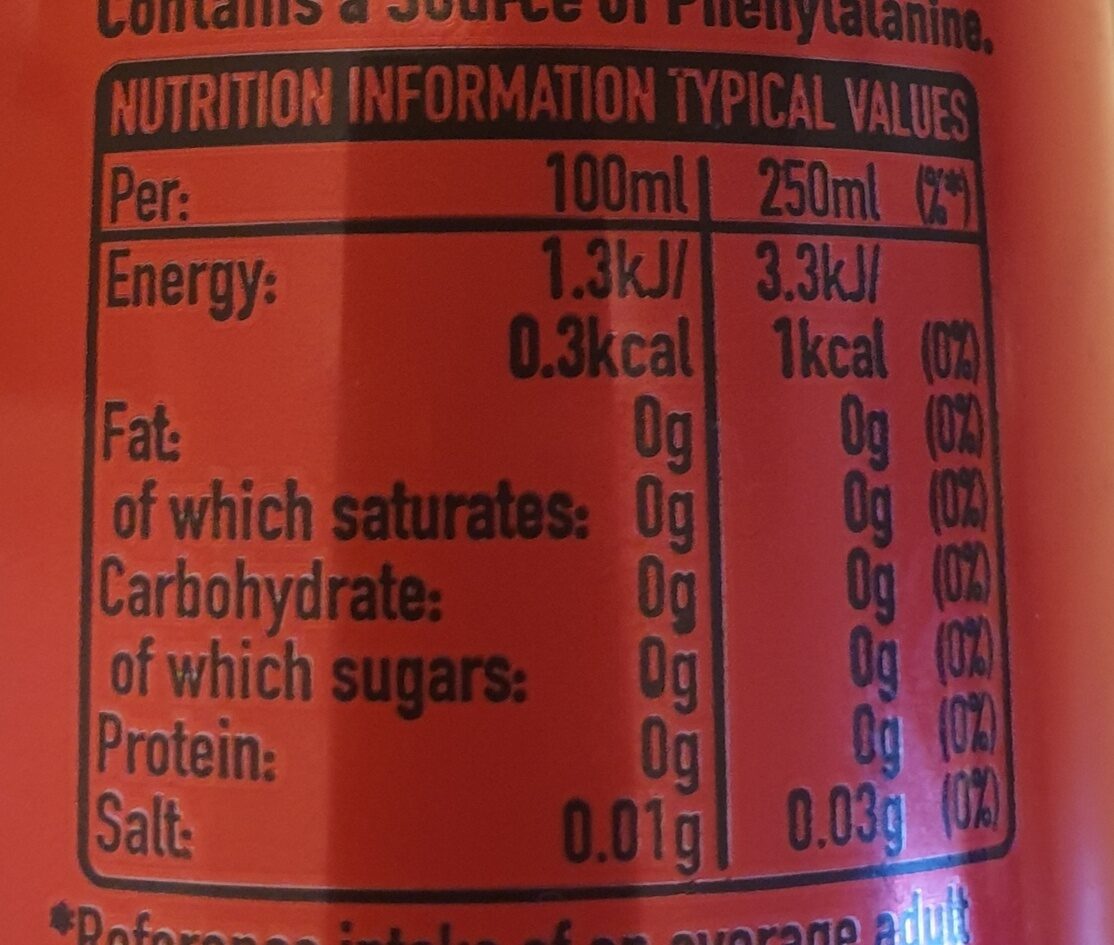 Contains a Source of Phenylalanine.
NUTRITION INFORMATION TYPICAL VALUES
Per: 100ml 250ml (%*)
Energy: 1.3kJ/ 3.3kJ/
0.3kcal 1kcal (0%)
Fat: 0g 0g (0%)
of which saturates: 0g 0g (0%)
Carbohydrate: 0g 0g (0%)
of which sugars: 0g 0g (0%)
Protein: 0g 0g (0%)
Salt: 0.01g 0.03g (0%)
*Reference intake of an average adult